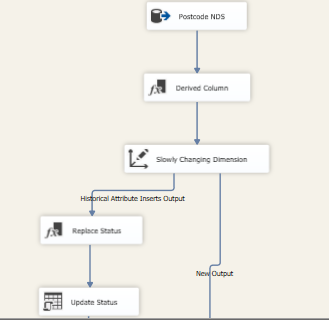 Postcode NDS
Derived Column
Slowly Changing Dimension
Historical Attribute Inserts Output
Replace Status
New Output
Update Status